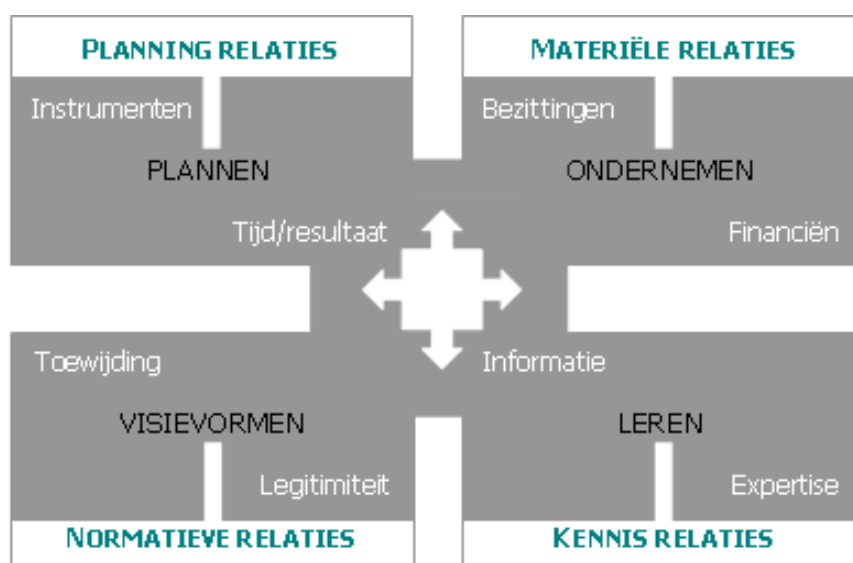 PLANNING RELATIES
MATERIËLE RELATIES
Instrumenten
Bezittingen
PLANNEN
ONDERNEMEN
Tijd/resultaat
Financiën
Toewijding
Informatie
VISIEVORMEN
LEREN
Legitimiteit
Expertise
NORMATIEVE RELATIES
KENNIS RELATIES